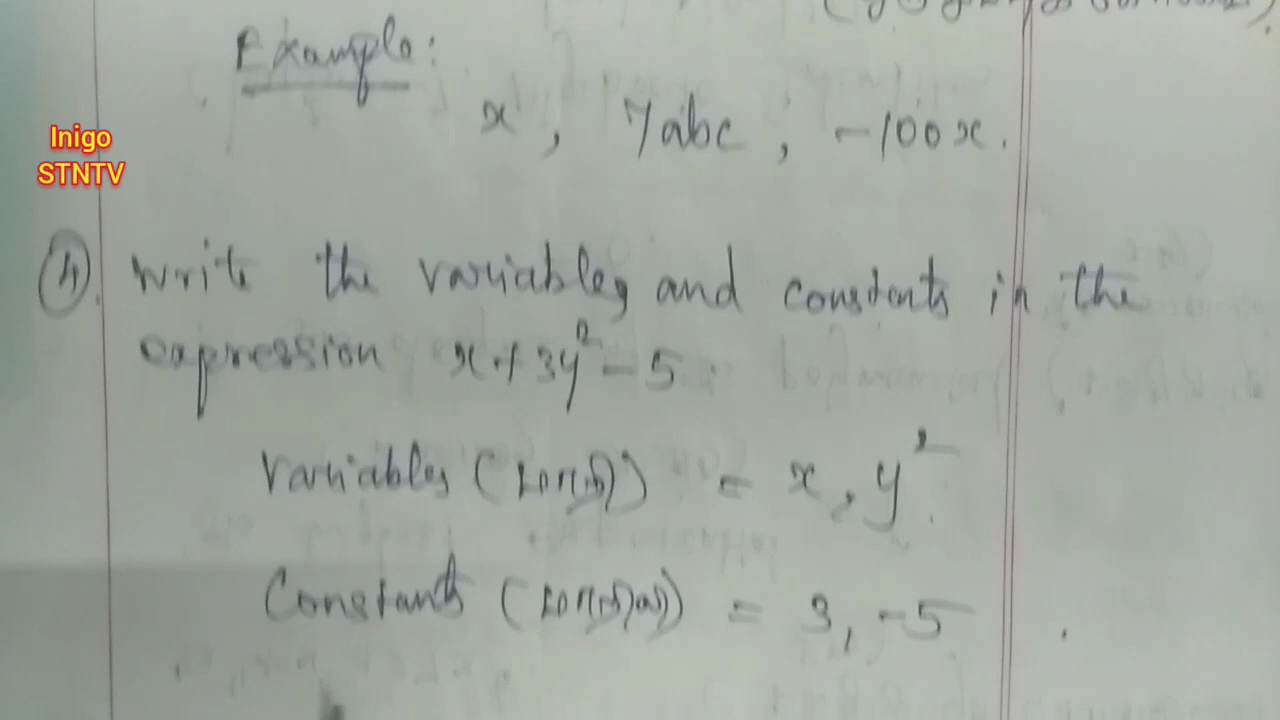 Example:
x, 7abc, -100x.
Inigo
STNTV
4. Write the variables and constents in the
expression x+3y² - 5.
Variables (மாறி) = x, y².
Constants (மாறிலி) = 3, -5.